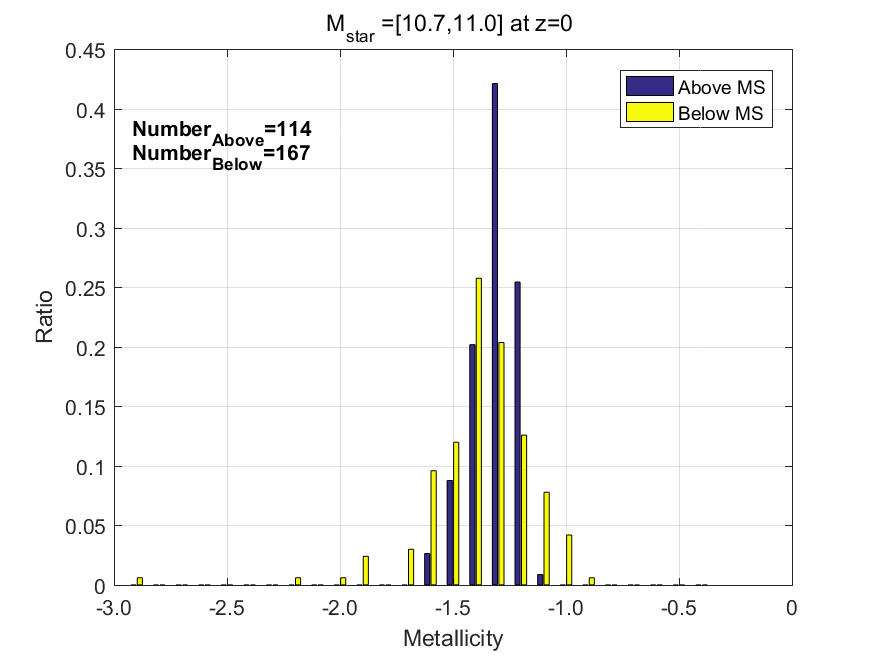 M_star =[10.7,11.0] at z=0
0.45
0.4
0.35
0.3
0.25
0.2
0.15
0.1
0.05
0
Number_Above=114
Number_Below=167
Above MS
Below MS
Ratio
-3.0 -2.5 -2.0 -1.5 -1.0 -0.5 0
Metallicity